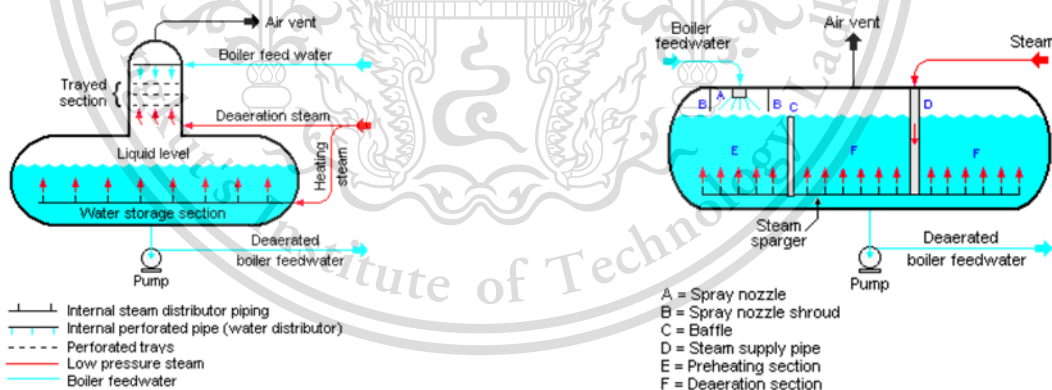 Air vent
Boiler feed water
Trayed
section
Deaeration steam
Liquid level
Heating
steam
Water storage section
Deaerated
boiler feedwater
Pump
Internal steam distributor piping
Internal perforated pipe (water distributor)
Perforated trays
Low pressure steam
Boiler feedwater
Boiler
feedwater
Air vent
Steam
A
B
B
C
D
E
F
F
Steam
sparger
Deaerated
boiler feedwater
Pump
A = Spray nozzle
B = Spray nozzle shroud
C = Baffle
D = Steam supply pipe
E = Preheating section
F = Deaeration section
Institute of Technology